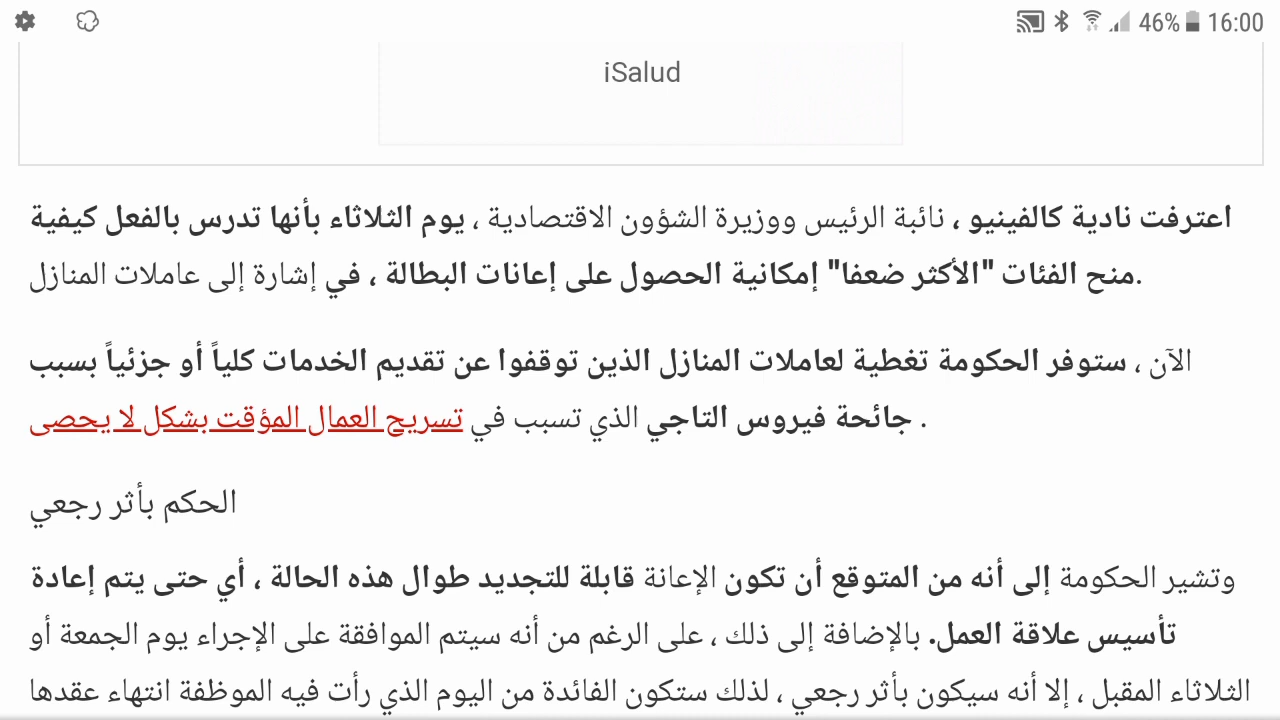 46% 16:00
iSalud
اعترفت نادية كالفينيو ، نائبة الرئيس ووزيرة الشؤون الاقتصادية ، يوم الثلاثاء بأنها تدرس بالفعل كيفية
منح الفئات "الأكثر ضعفا" إمكانية الحصول على إعانات البطالة ، في إشارة إلى عاملات المنازل.
الآن ، ستوفر الحكومة تغطية لعاملات المنازل الذين توقفوا عن تقديم الخدمات كلياً أو جزئياً بسبب
جائحة فيروس التاجي الذي تسبب في تسريح العمال المؤقت بشكل لا يحصى .
الحكم بأثر رجعي
وتشير الحكومة إلى أنه من المتوقع أن تكون الإعانة قابلة للتجديد طوال هذه الحالة ، أي حتى يتم إعادة
تأسيس علاقة العمل. بالإضافة إلى ذلك ، على الرغم من أنه سيتم الموافقة على الإجراء يوم الجمعة أو
الثلاثاء المقبل ، إلا أنه سيكون بأثر رجعي ، لذلك ستكون الفائدة من اليوم الذي رأت فيه الموظفة انتهاء عقدها